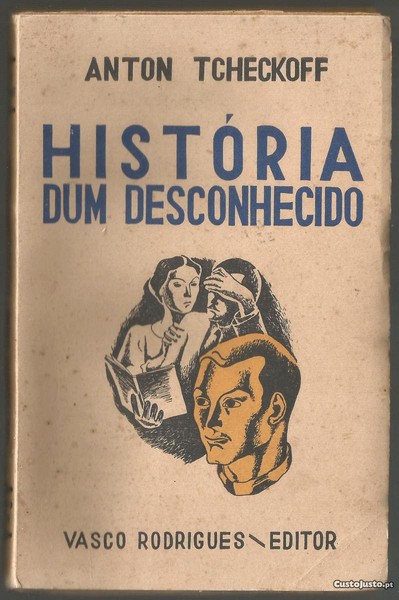 ANTON TCHECKOFF
HISTÓRIA
DUM DESCONHECIDO
VASCO RODRIGUES \ EDITOR
CustoJusto.pt